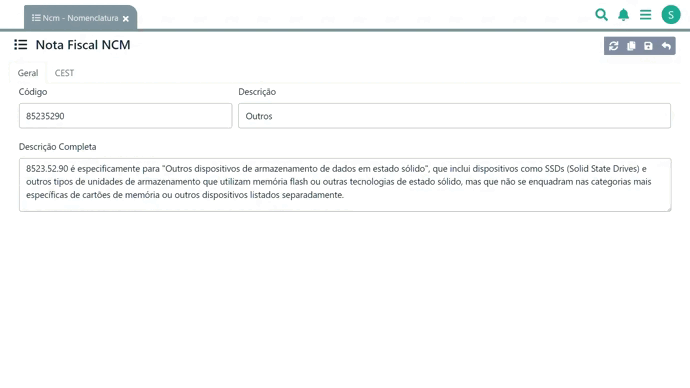 Ncm - Nomenclatura
S
Nota Fiscal NCM
Geral CEST
Código Descrição
85235290 Outros
Descrição Completa
8523.52.90 é especificamente para "Outros dispositivos de armazenamento de dados em estado sólido", que inclui dispositivos como SSDs (Solid State Drives) e
outros tipos de unidades de armazenamento que utilizam memória flash ou outras tecnologias de estado sólido, mas que não se enquadram nas categorias mais
específicas de cartões de memória ou outros dispositivos listados separadamente.